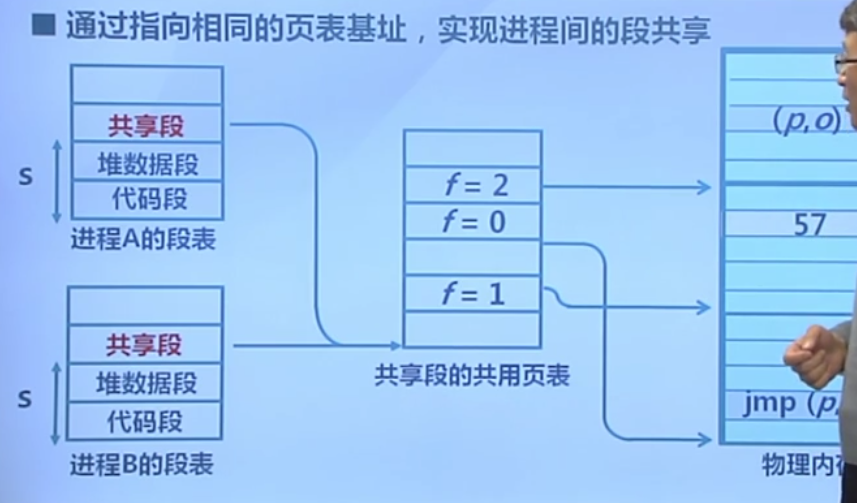 ■ 通过指向相同的页表基址，实现进程间的段共享
共享段
S
堆数据段
代码段
进程A的段表
共享段
S
堆数据段
代码段
进程B的段表
f = 2
f = 0
f = 1
共享段的共用页表
(p,o)
57
jmp (p,
物理内